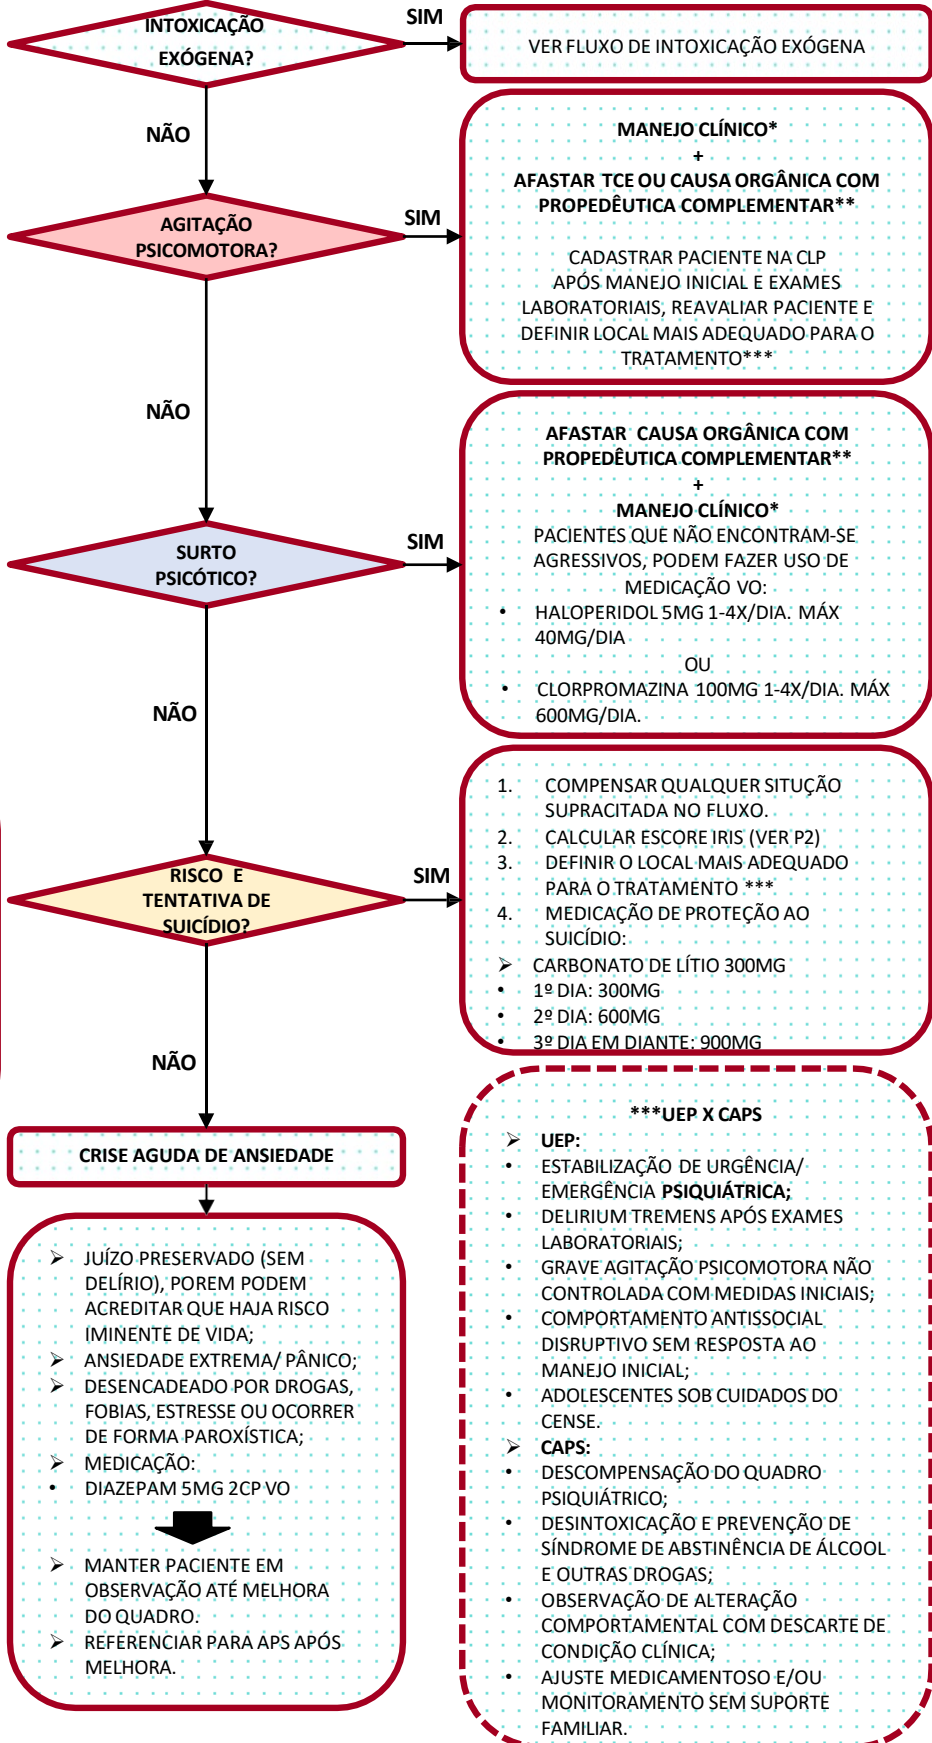 INTOXICAÇÃO
EXÓGENA?
SIM
VER FLUXO DE INTOXICAÇÃO EXÓGENA
NÃO
AGITAÇÃO
PSICOMOTORA?
SIM
MANEJO CLÍNICO*
+
AFASTAR TCE OU CAUSA ORGÂNICA COM
PROPEDÊUTICA COMPLEMENTAR**
CADASTRAR PACIENTE NA CLP
APÓS MANEJO INICIAL E EXAMES
LABORATORIAIS, REAVALIAR PACIENTE E
DEFINIR LOCAL MAIS ADEQUADO PARA O
TRATAMENTO***
NÃO
SURTO
PSICÓTICO?
SIM
AFASTAR CAUSA ORGÂNICA COM
PROPEDÊUTICA COMPLEMENTAR**
+
MANEJO CLÍNICO*
PACIENTES QUE NÃO ENCONTRAM-SE
AGRESSIVOS, PODEM FAZER USO DE
MEDICAÇÃO VO:
• HALOPERIDOL 5MG 1-4X/DIA. MÁX
40MG/DIA
OU
• CLORPROMAZINA 100MG 1-4X/DIA. MÁX
600MG/DIA.
NÃO
RISCO E
TENTATIVA DE
SUICÍDIO?
SIM
1. COMPENSAR QUALQUER SITUÇÃO
SUPRACITADA NO FLUXO.
2. CALCULAR ESCORE IRIS (VER P2)
3. DEFINIR O LOCAL MAIS ADEQUADO
PARA O TRATAMENTO ***
4. MEDICAÇÃO DE PROTEÇÃO AO
SUICÍDIO:
➢ CARBONATO DE LÍTIO 300MG
• 1º DIA: 300MG
• 2º DIA: 600MG
• 3º DIA EM DIANTE: 900MG
NÃO
CRISE AGUDA DE ANSIEDADE
➢ JUÍZO PRESERVADO (SEM
DELÍRIO), POREM PODEM
ACREDITAR QUE HAJA RISCO
IMINENTE DE VIDA;
➢ ANSIEDADE EXTREMA/ PÂNICO;
➢ DESENCADEADO POR DROGAS,
FOBIAS, ESTRESSE OU OCORRER
DE FORMA PAROXÍSTICA;
➢ MEDICAÇÃO:
• DIAZEPAM 5MG 2CP VO
➢ MANTER PACIENTE EM
OBSERVAÇÃO ATÉ MELHORA
DO QUADRO.
➢ REFERENCIAR PARA APS APÓS
MELHORA.
***UEP X CAPS
➢ UEP:
• ESTABILIZAÇÃO DE URGÊNCIA/
EMERGÊNCIA PSIQUIÁTRICA;
• DELIRIUM TREMENS APÓS EXAMES
LABORATORIAIS;
• GRAVE AGITAÇÃO PSICOMOTORA NÃO
CONTROLADA COM MEDIDAS INICIAIS;
• COMPORTAMENTO ANTISSOCIAL
DISRUPTIVO SEM RESPOSTA AO
MANEJO INICIAL;
• ADOLESCENTES SOB CUIDADOS DO
CENSE.
➢ CAPS:
• DESCOMPENSAÇÃO DO QUADRO
PSIQUIÁTRICO;
• DESINTOXICAÇÃO E PREVENÇÃO DE
SÍNDROME DE ABSTINÊNCIA DE ÁLCOOL
E OUTRAS DROGAS;
• OBSERVAÇÃO DE ALTERAÇÃO
COMPORTAMENTAL COM DESCARTE DE
CONDIÇÃO CLÍNICA;
• AJUSTE MEDICAMENTOSO E/OU
MONITORAMENTO SEM SUPORTE
FAMILIAR.